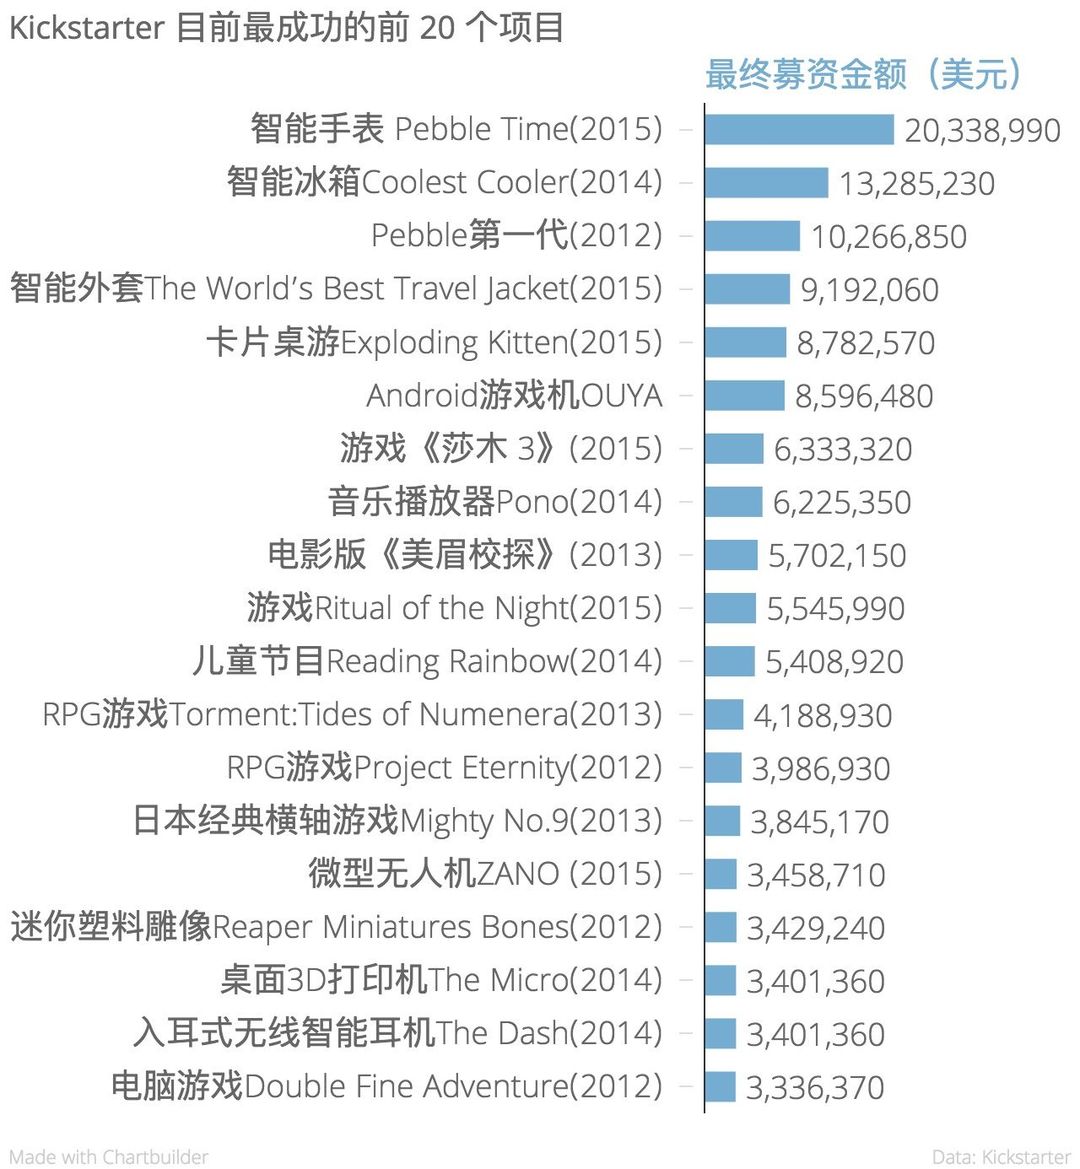 Kickstarter 目前最成功的前 20 个项目
最终募资金额（美元）
智能手表 Pebble Time(2015) 20,338,990
智能冰箱Coolest Cooler(2014) 13,285,230
Pebble第一代(2012) 10,266,850
智能外套The World’s Best Travel Jacket(2015) 9,192,060
卡片桌游Exploding Kitten(2015) 8,782,570
Android游戏机OUYA 8,596,480
游戏《莎木 3》(2015) 6,333,320
音乐播放器Pono(2014) 6,225,350
电影版《美眉校探》(2013) 5,702,150
游戏Ritual of the Night(2015) 5,545,990
儿童节目Reading Rainbow(2014) 5,408,920
RPG游戏Torment:Tides of Numenera(2013) 4,188,930
RPG游戏Project Eternity(2012) 3,986,930
日本经典横轴游戏Mighty No.9(2013) 3,845,170
微型无人机ZANO (2015) 3,458,710
迷你塑料雕像Reaper Miniatures Bones(2012) 3,429,240
桌面3D打印机The Micro(2014) 3,401,360
入耳式无线智能耳机The Dash(2014) 3,401,360
电脑游戏Double Fine Adventure(2012) 3,336,370
Made with Chartbuilder
Data: Kickstarter